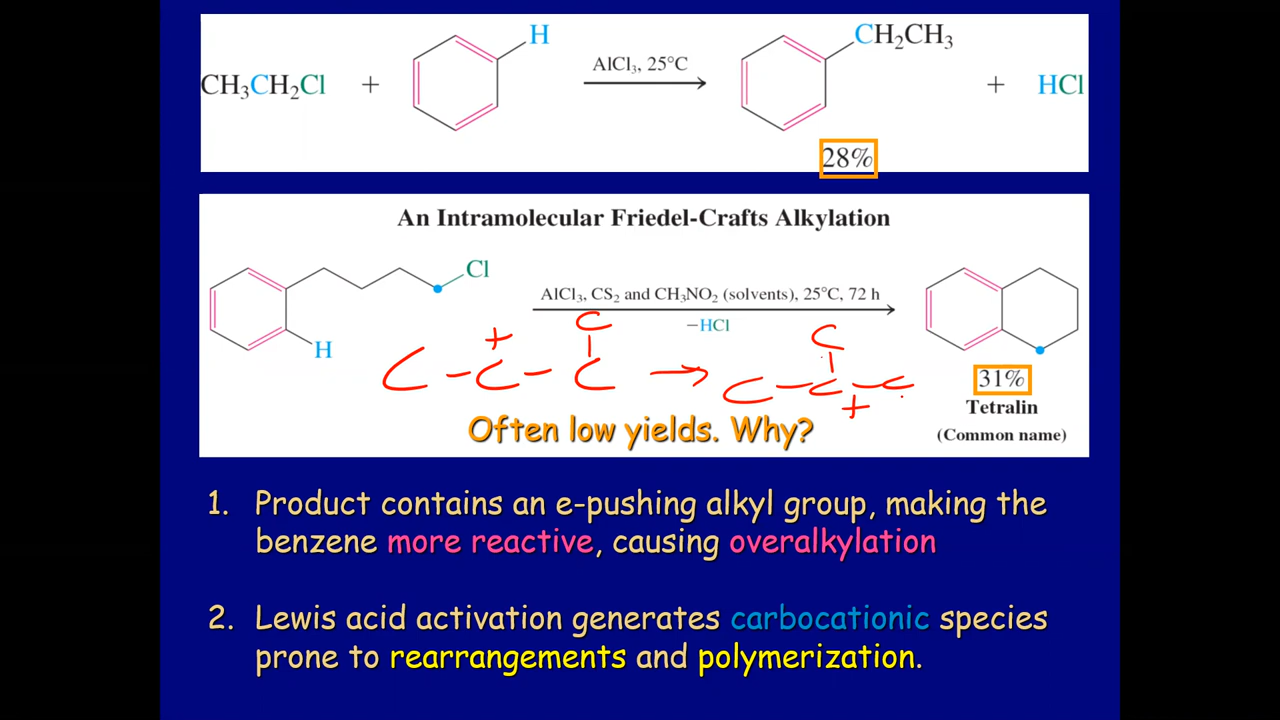 CH₃CH₂Cl + H AlCl₃, 25°C CH₂CH₃ + HCl
28%
An Intramolecular Friedel-Crafts Alkylation
Cl
H
AlCl₃, CS₂ and CH₃NO₂ (solvents), 25°C, 72 h
−HCl
C C
+
C - C - C → C - C - C
+
31%
Tetralin
(Common name)
Often low yields. Why?
1. Product contains an e-pushing alkyl group, making the
benzene more reactive, causing overalkylation
2. Lewis acid activation generates carbocationic species
prone to rearrangements and polymerization.